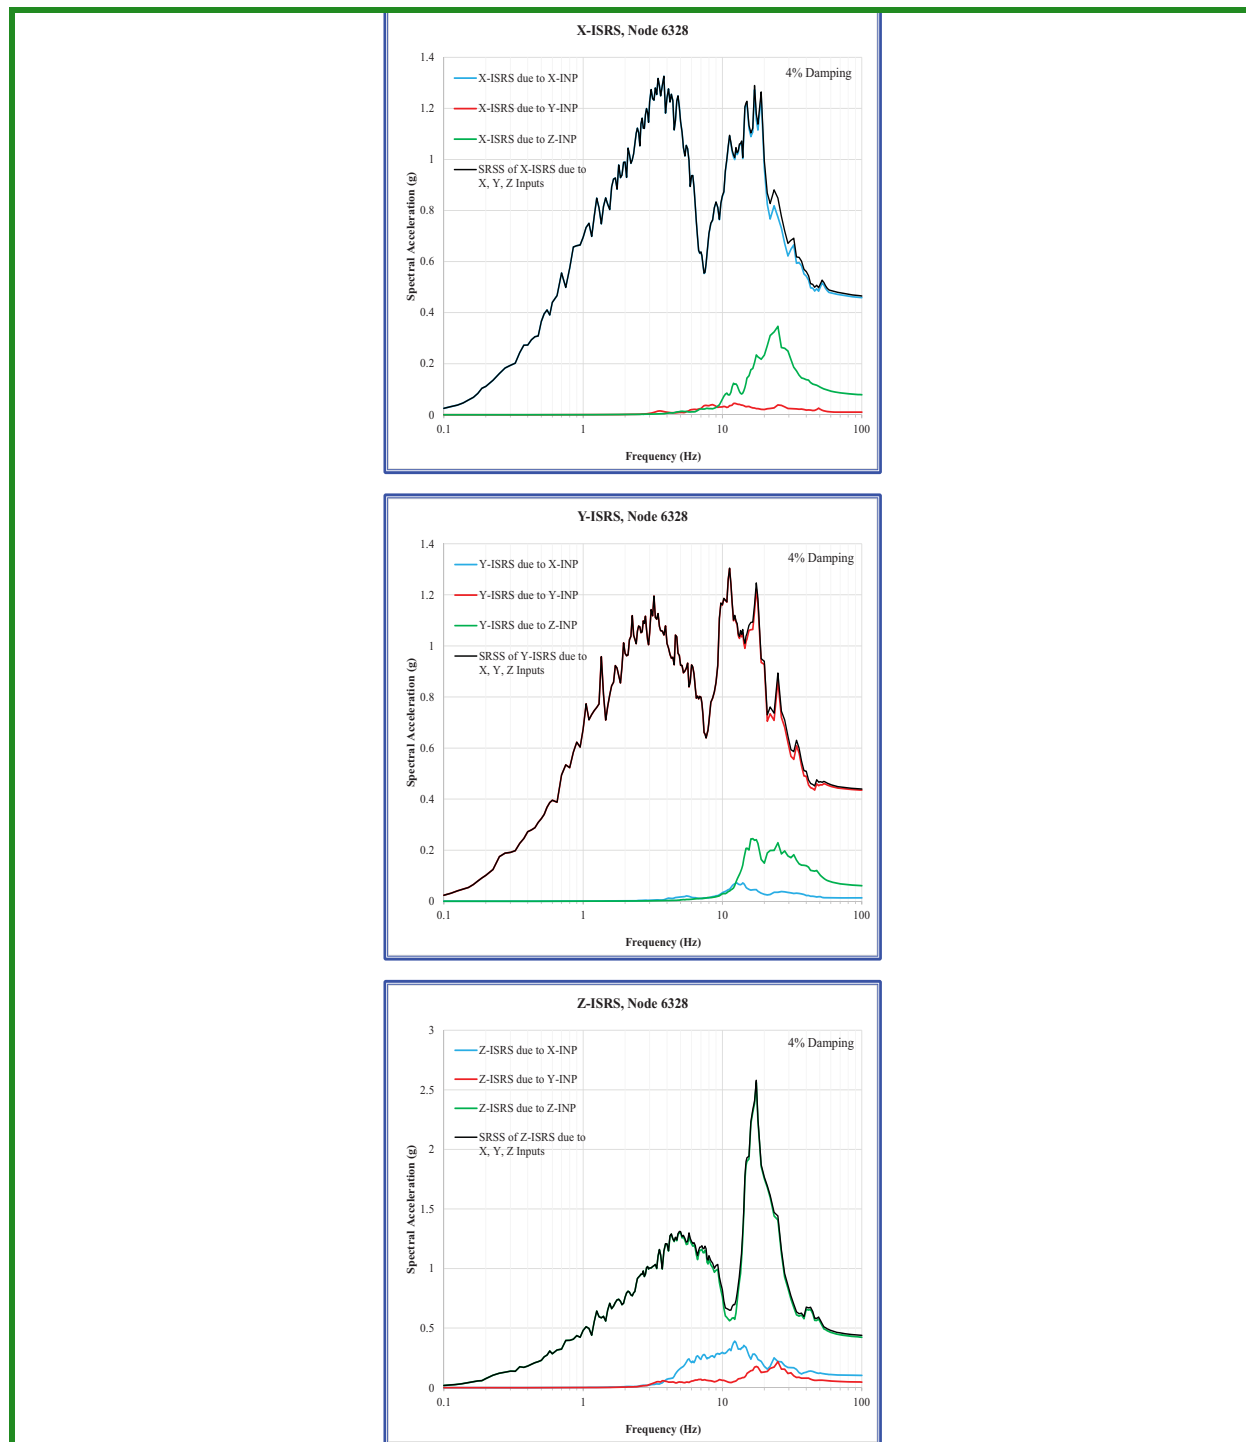 X-ISRS, Node 6328
1.4
X-ISRS due to X-INP
4% Damping
1.2
X-ISRS due to Y-INP
X-ISRS due to Z-INP
1
SRSS of X-ISRS due to
X, Y, Z Inputs
0.8
Spectral Acceleration (g)
0.6
0.4
0.2
0
0.1 1 10 100
Frequency (Hz)
Y-ISRS, Node 6328
1.4
4% Damping
Y-ISRS due to X-INP
1.2
Y-ISRS due to Y-INP
Y-ISRS due to Z-INP
1
SRSS of Y-ISRS due to
X, Y, Z Inputs
0.8
Spectral Acceleration (g)
0.6
0.4
0.2
0
0.1 1 10 100
Frequency (Hz)
Z-ISRS, Node 6328
3
4% Damping
Z-ISRS due to X-INP
Z-ISRS due to Y-INP
2.5
Z-ISRS due to Z-INP
SRSS of Z-ISRS due to
X, Y, Z Inputs
2
Spectral Acceleration (g)
1.5
1
0.5
0
0.1 1 10 100
Frequency (Hz)